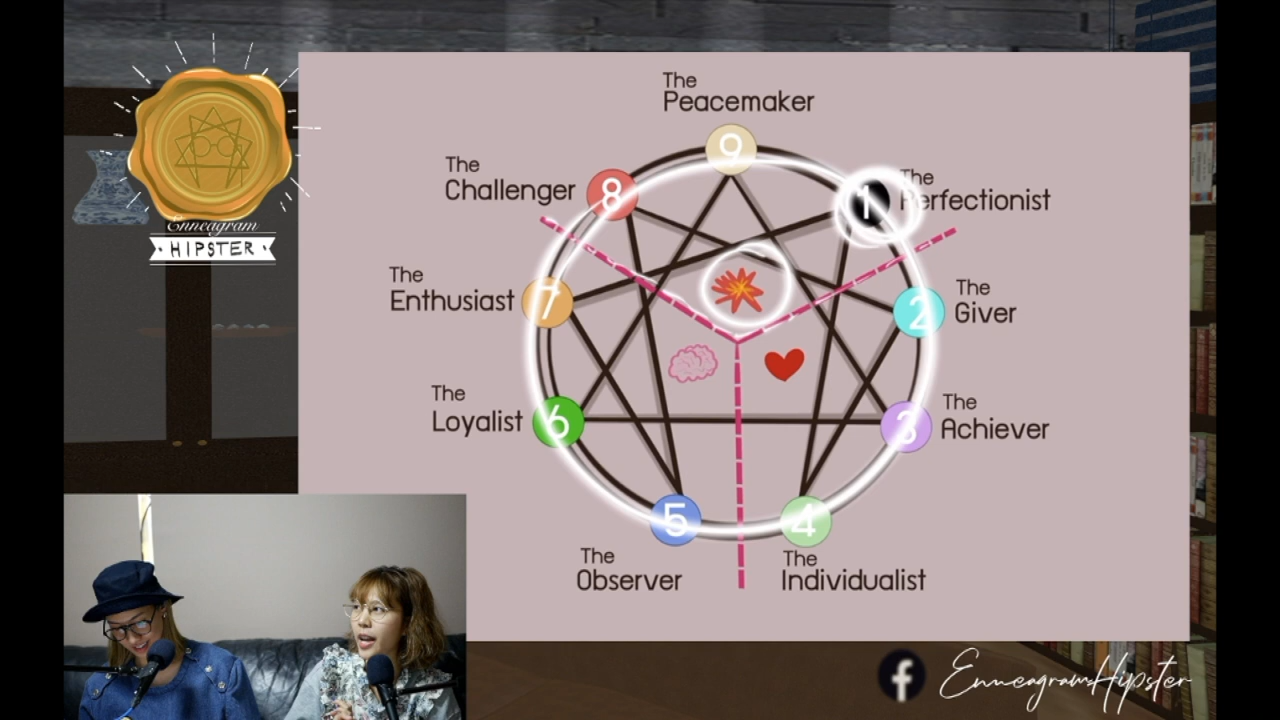 Enneagram
HIPSTER
The
Peacemaker
9
The
Challenger
8
1
The
Perfectionist
The
Enthusiast
7
2
The
Giver
The
Loyalist
6
3
The
Achiever
5
The
Observer
4
The
Individualist
f
EnneagramHipster